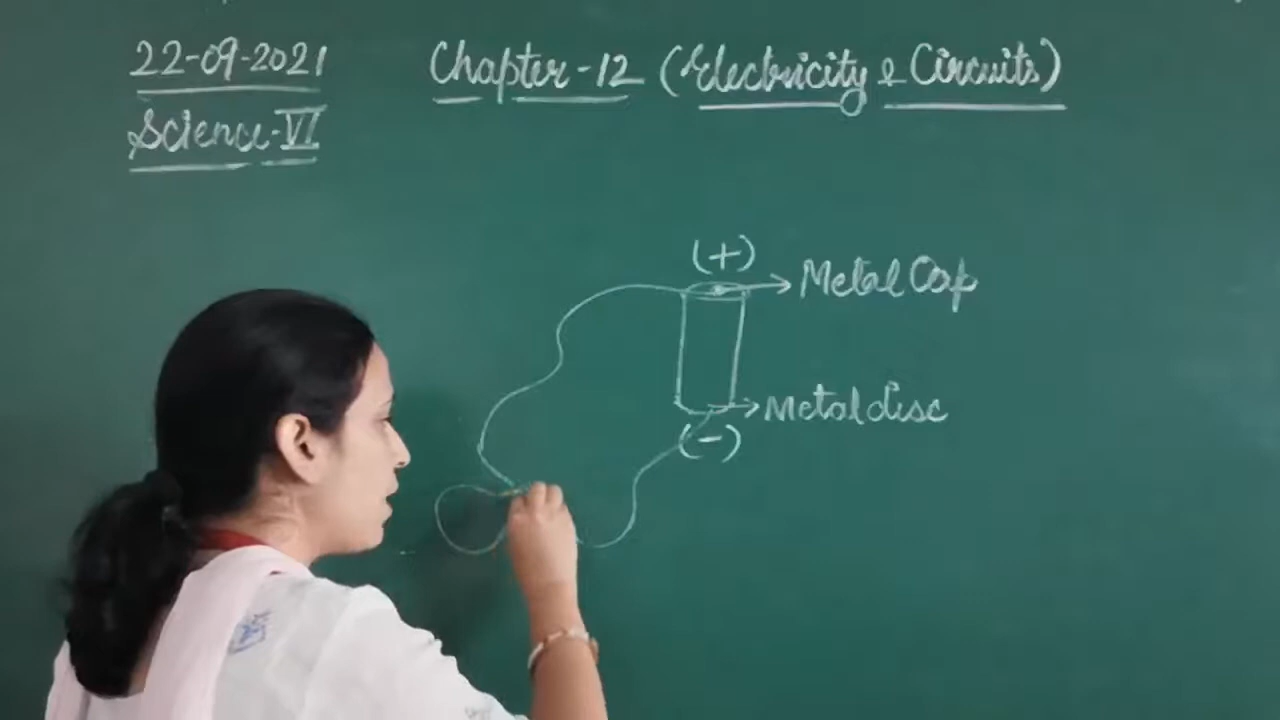 22-09-2021
Chapter-12 (Electricity & Circuits)
Science-VI
(+)
Metal Cap
Metal disc
(-)